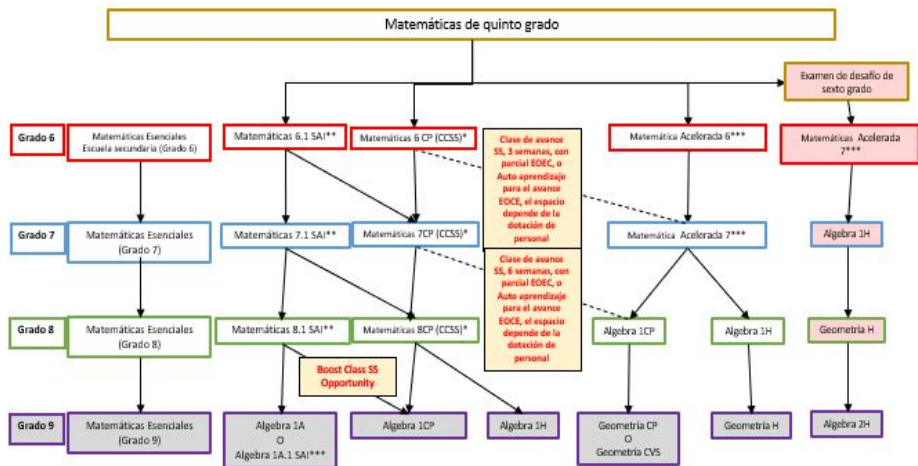 Matemáticas de quinto grado
Examen de desafío de
sexto grado
Grado 6
Matemáticas Esenciales
Escuela secundaria (Grado 6)
Matemáticas 6.1 SAI**
Matemáticas 6 CP (CCSS)*
Clase de avance
SS, 3 semanas, con
parcial EOEC, o
Auto aprendizaje
para el avance
EOCE, el espacio
depende de la
dotación de
personal
Matemática Acelerada 6***
Matemáticas Acelerada
7***
Grado 7
Matemáticas Esenciales
(Grado 7)
Matemáticas 7.1 SAI**
Matemáticas 7CP (CCSS)*
Matemática Acelerada 7***
Algebra 1H
Clase de avance
SS, 6 semanas, con
parcial EOEC, o
Auto aprendizaje
para el avance
EOCE, el espacio
depende de la
dotación de
personal
Grado 8
Matemáticas Esenciales
(Grado 8)
Matemáticas 8.1 SAI**
Matemáticas 8CP (CCSS)*
Algebra 1CP
Algebra 1H
Geometría H
Boost Class SS
Opportunity
Grado 9
Matemáticas Esenciales
(Grado 9)
Algebra 1A
O
Algebra 1A.1 SAI***
Algebra 1CP
Algebra 1H
Geometría CP
O
Geometría CVS
Geometría H
Algebra 2H